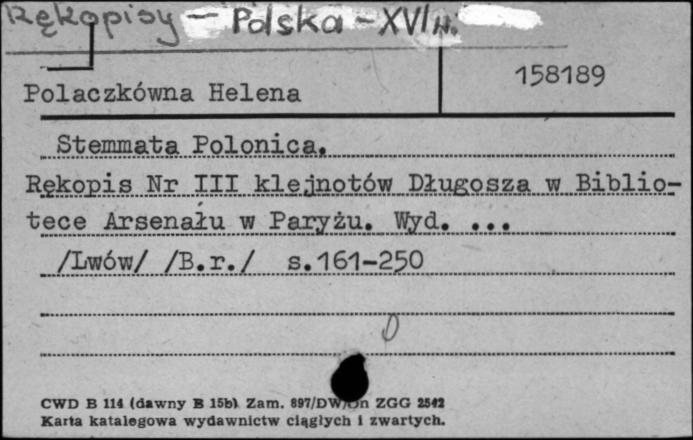 Rękopisy - Polska - XVI w.
158189
Polaczkówna Helena
Stemmata Polonica.
Rękopis Nr III klejnotów Długosza w Biblio-
tece Arsenału w Paryżu. Wyd. ...
/Lwów/ /B.r./ s.161-250
CWD B 114 (dawny B 15b) Zam. 897/DW/ ZGG 2542
Karta katalogowa wydawnictw ciągłych i zwartych.